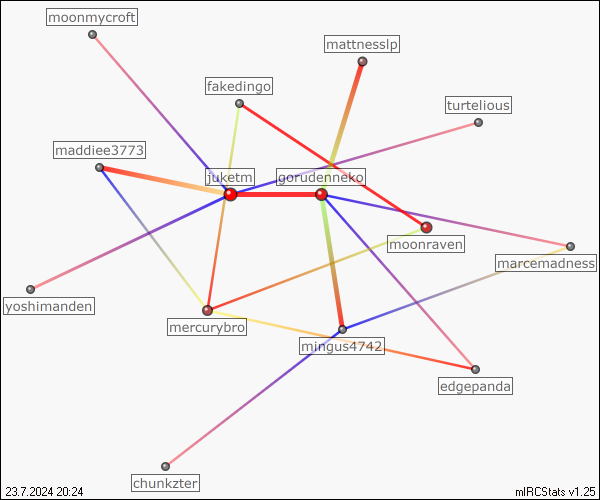 moonmycroft
mattnesslp
fakedingo
turtelious
maddiee3773
juketm
gorudenneko
moonraven
marcemadness
yoshimanden
mercurybro
mingus4742
edgepanda
chunkzter
23.7.2024 20:24
mIRCStats v1.25